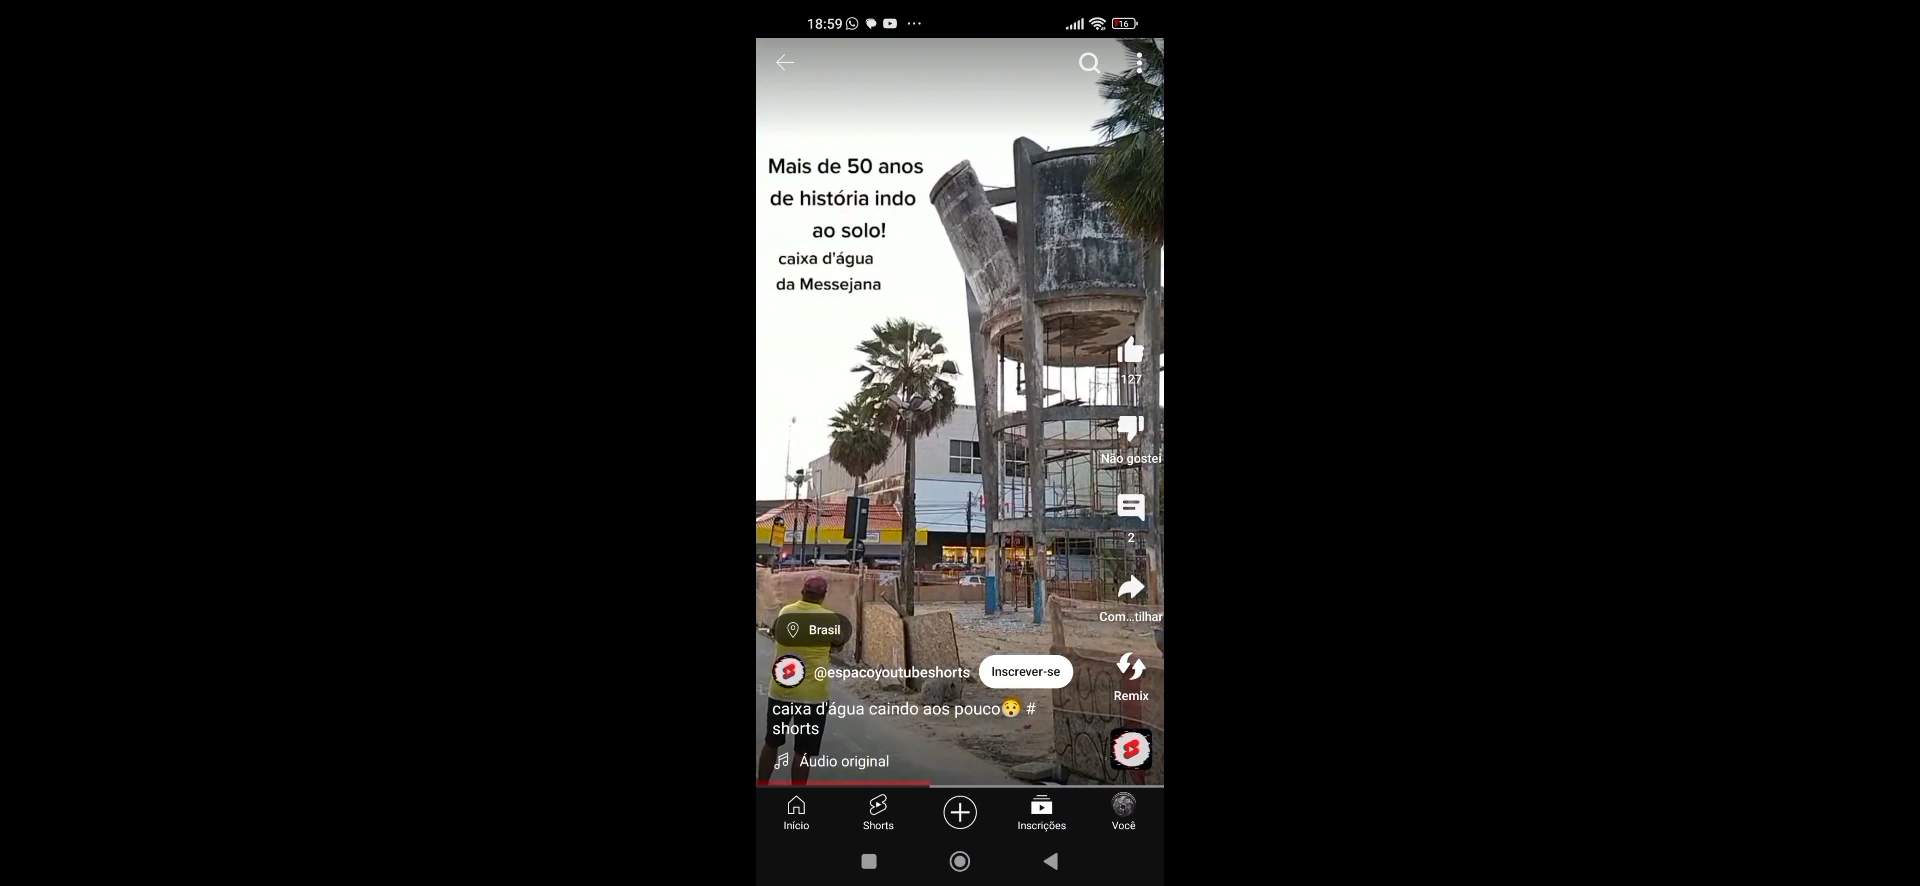 18:59
16
Mais de 50 anos
de história indo
ao solo!
caixa d'água
da Messejana
127
Não gostei
2
Com...tilhar
Brasil
@espacoyoutubeshorts
Inscrever-se
Remix
caixa d'água caindo aos pouco😯 #
shorts
Áudio original
Início
Shorts
Inscrições
Você